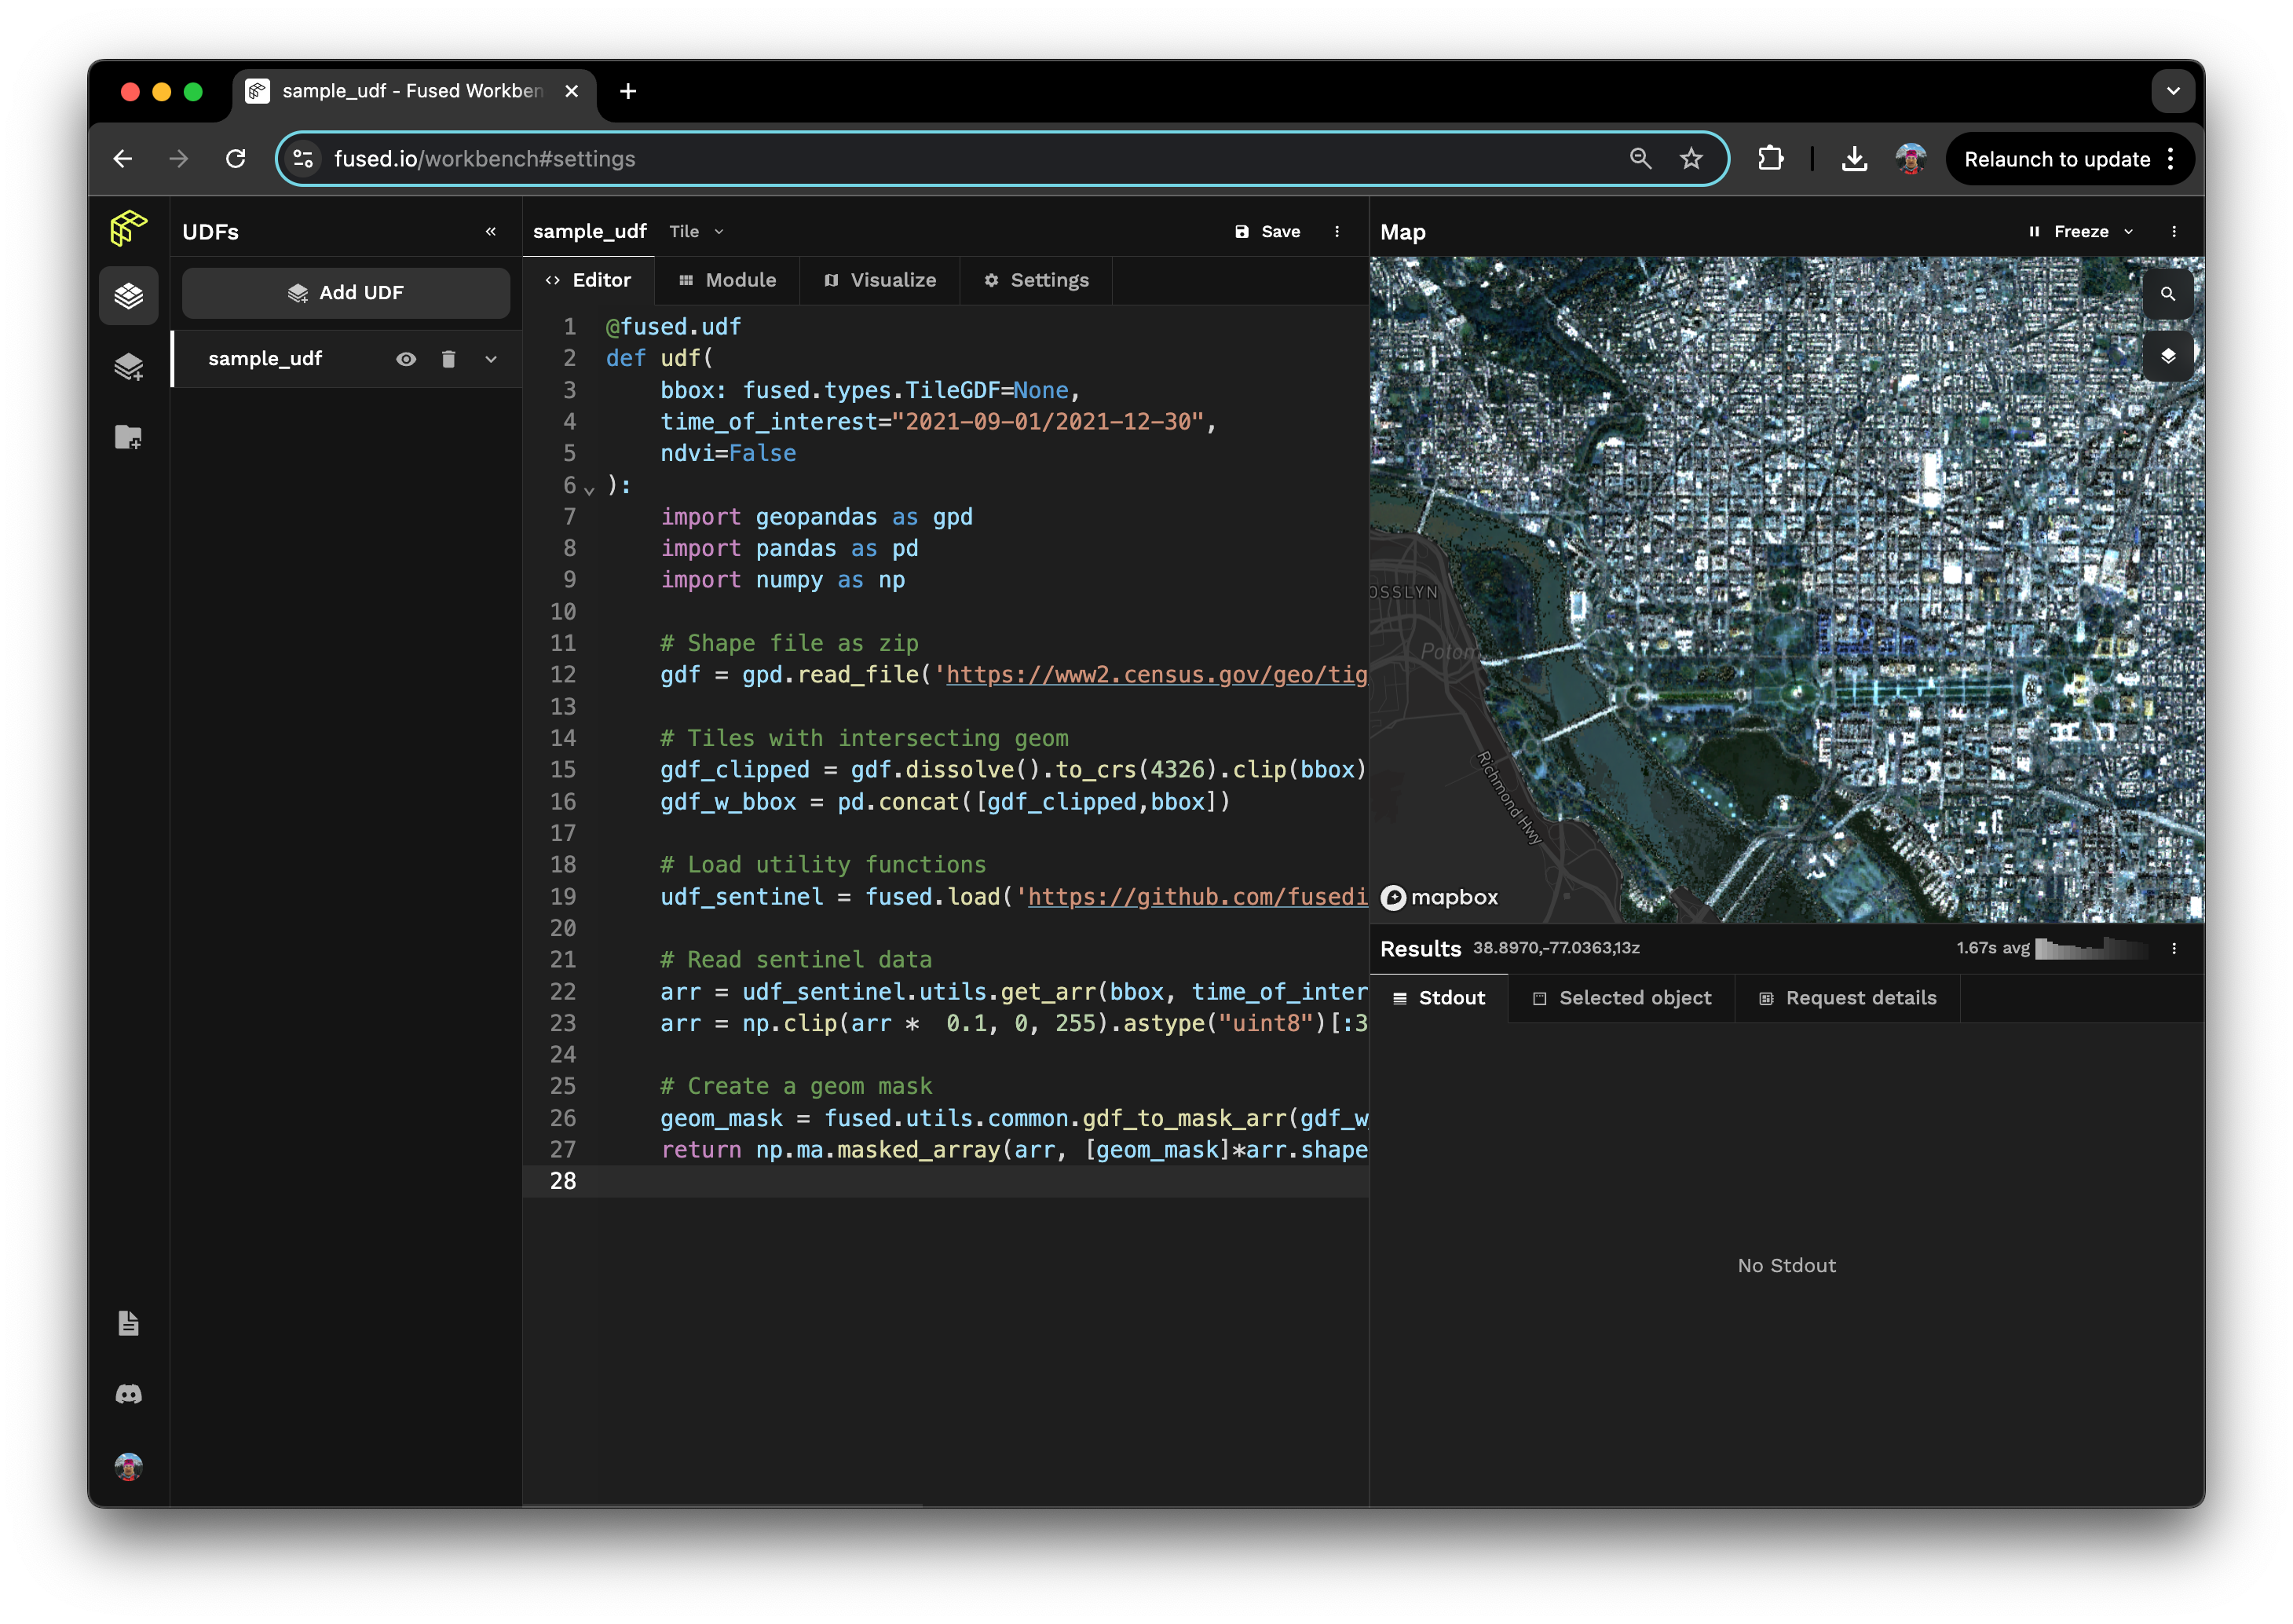 sample_udf - Fused Workben
fused.io/workbench#settings
Relaunch to update
UDFs
Add UDF
sample_udf
sample_udf Tile Save
Editor Module Visualize Settings
1 @fused.udf
2 def udf(
3 bbox: fused.types.TileGDF=None,
4 time_of_interest="2021-09-01/2021-12-30",
5 ndvi=False
6 ):
7 import geopandas as gpd
8 import pandas as pd
9 import numpy as np
10
11 # Shape file as zip
12 gdf = gpd.read_file('https://www2.census.gov/geo/tig
13
14 # Tiles with intersecting geom
15 gdf_clipped = gdf.dissolve().to_crs(4326).clip(bbox)
16 gdf_w_bbox = pd.concat([gdf_clipped,bbox])
17
18 # Load utility functions
19 udf_sentinel = fused.load('https://github.com/fusedi
20
21 # Read sentinel data
22 arr = udf_sentinel.utils.get_arr(bbox, time_of_inter
23 arr = np.clip(arr *  0.1, 0, 255).astype("uint8")[:3
24
25 # Create a geom mask
26 geom_mask = fused.utils.common.gdf_to_mask_arr(gdf_w_
27 return np.ma.masked_array(arr, [geom_mask]*arr.shape
28
Map Freeze
OSSLYN
Potom
Richmond Hwy
mapbox
Results 38.8970,-77.0363,13z 1.67s avg
Stdout Selected object Request details
No Stdout